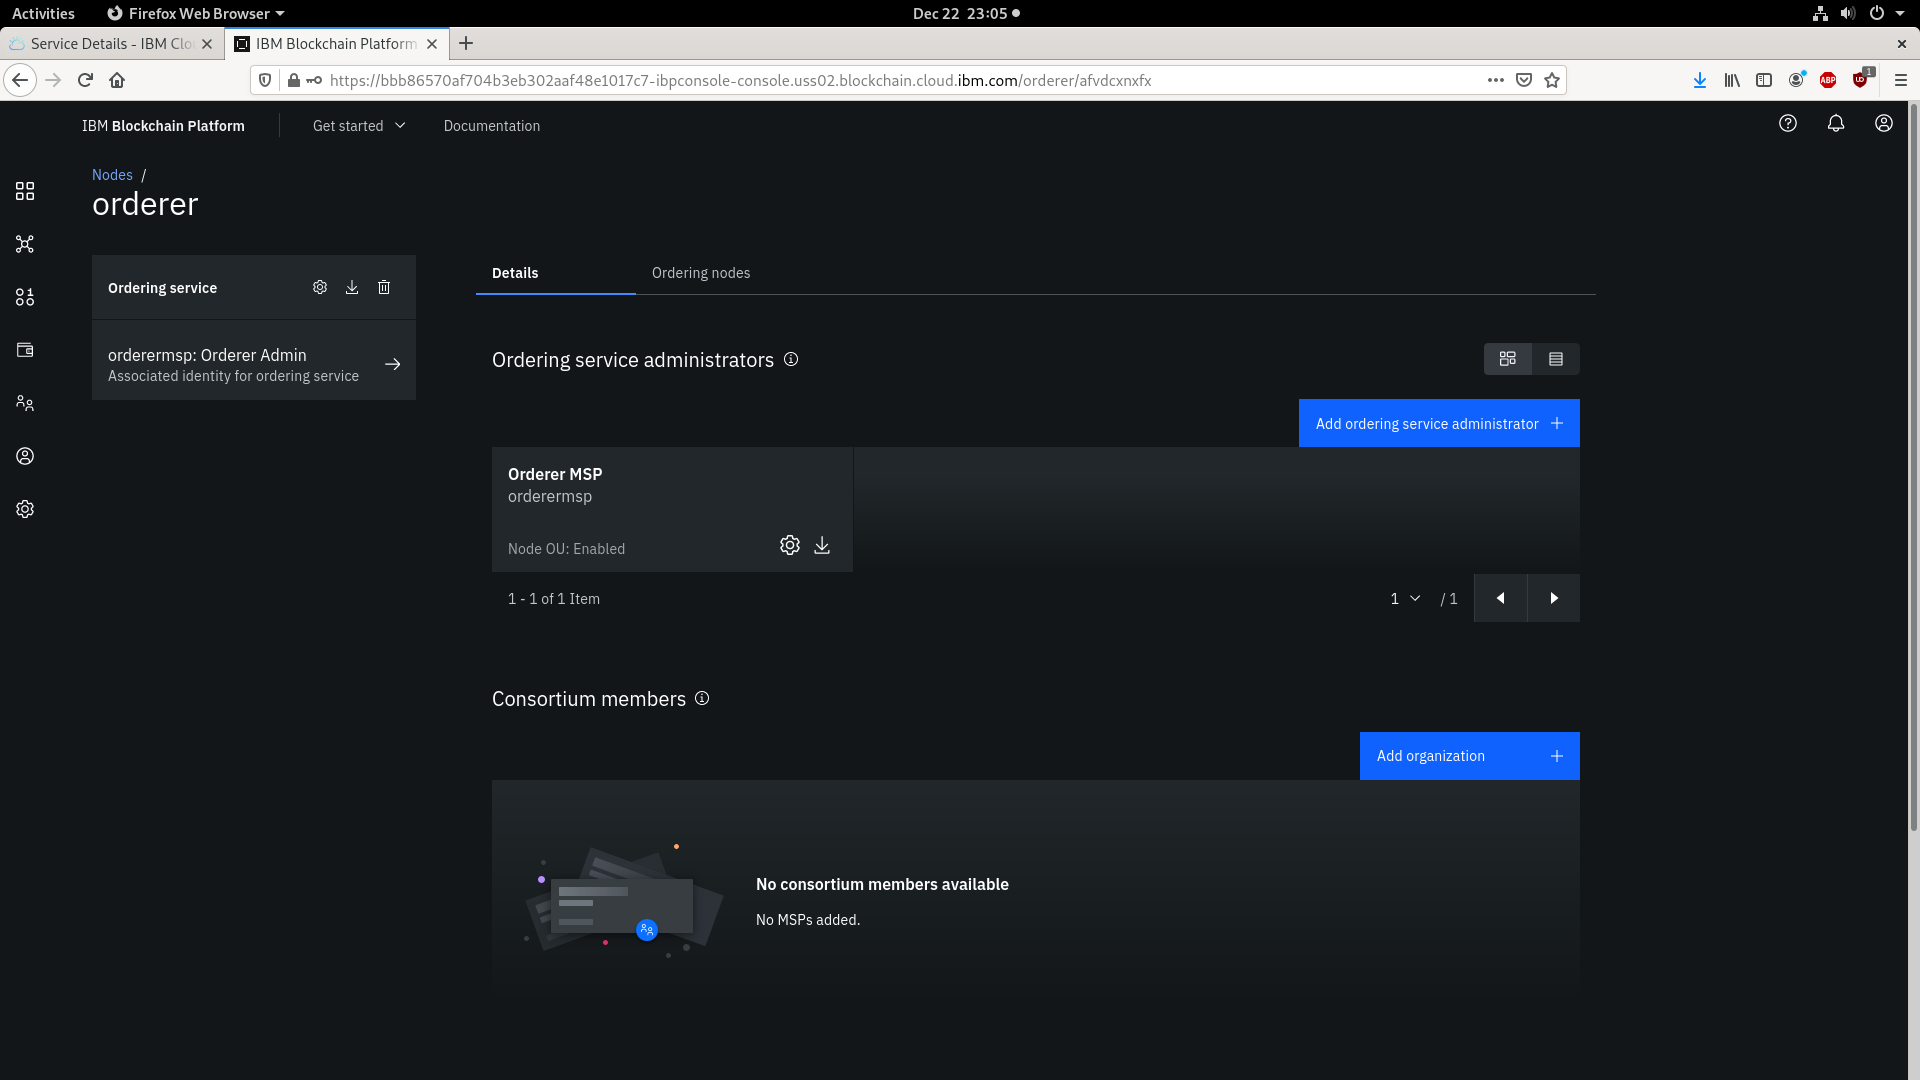 Activities
Firefox Web Browser
Dec 22 23:05
Service Details - IBM Clo
IBM Blockchain Platform
https://bbb86570af704b3eb302aaf48e1017c7-ibpconsole-console.uss02.blockchain.cloud.ibm.com/orderer/afvdcxnxfx
ABP
1
IBM Blockchain Platform
Get started
Documentation
Nodes /
orderer
Ordering service
orderermsp: Orderer Admin
Associated identity for ordering service
Details
Ordering nodes
Ordering service administrators
Add ordering service administrator
Orderer MSP
orderermsp
Node OU: Enabled
1 - 1 of 1 Item
1
/ 1
Consortium members
Add organization
No consortium members available
No MSPs added.